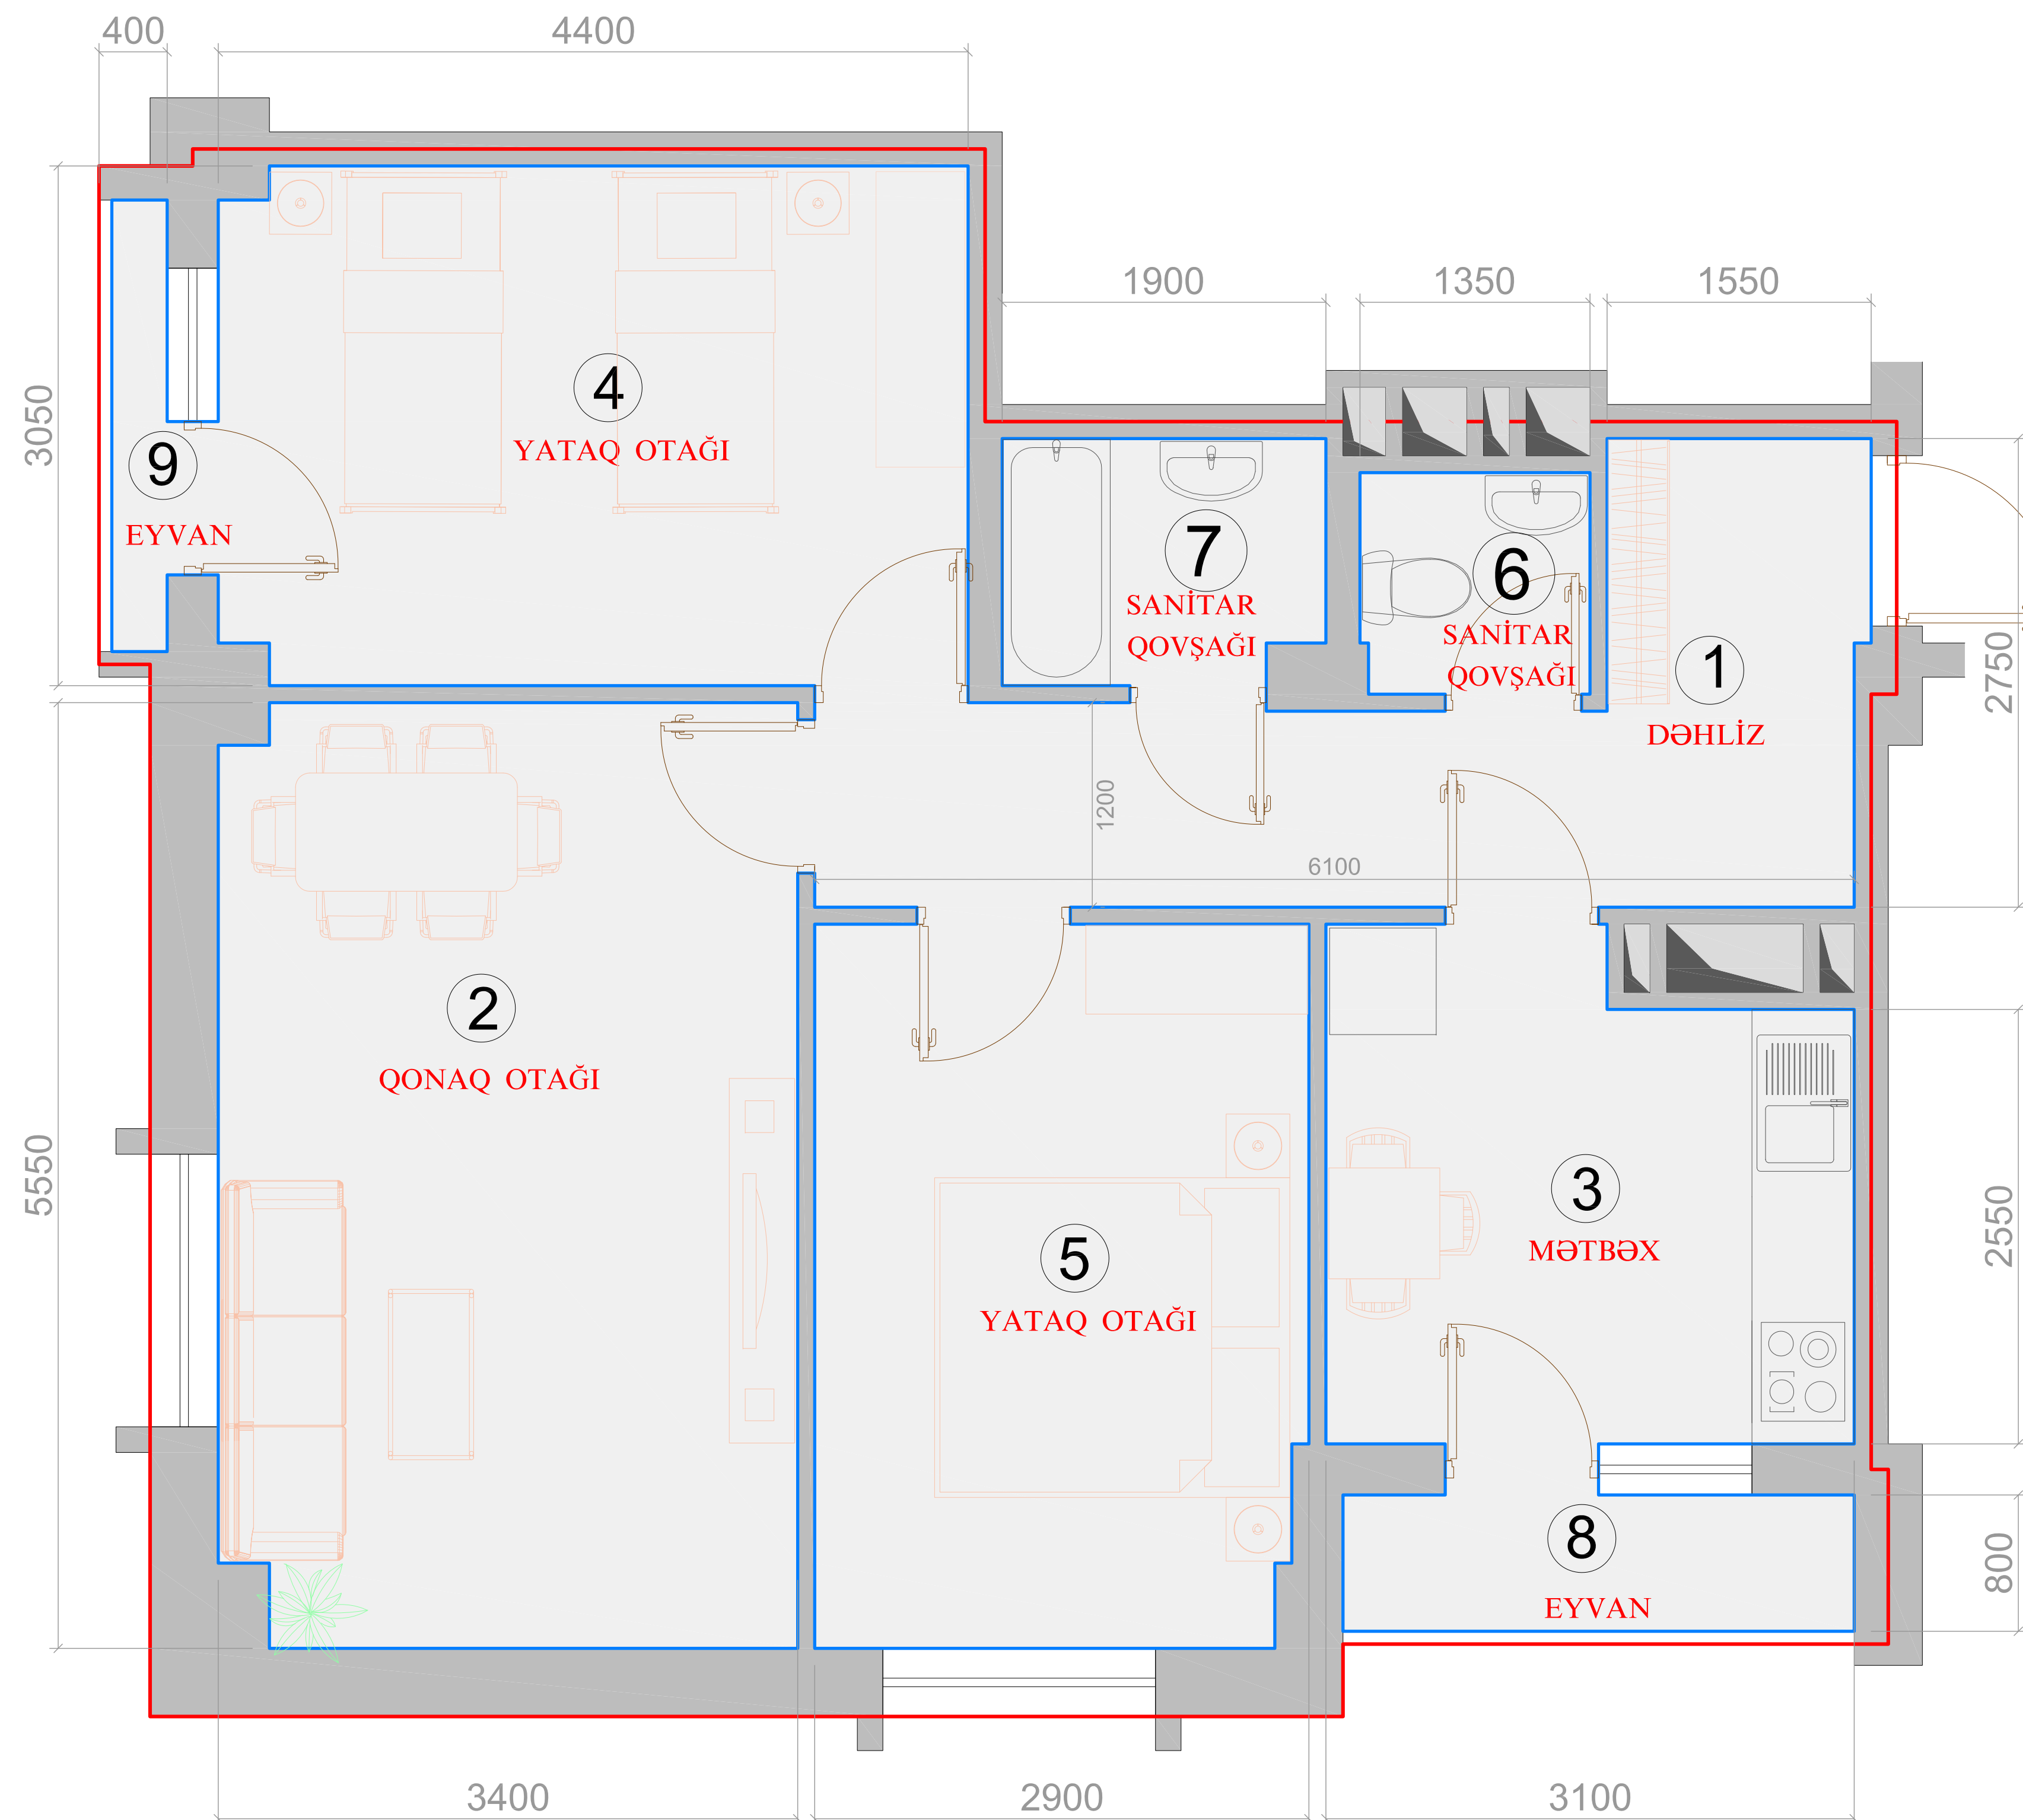 400
4400
1900
1350
1550
3050
4
YATAQ OTAĞI
9
EYVAN
7
SANİTAR
QOVŞAĞI
6
SANİTAR
QOVŞAĞI
1
DƏHLİZ
2750
1200
6100
2
QONAQ OTAĞI
5550
5
YATAQ OTAĞI
3
MƏTBƏX
2550
8
EYVAN
800
3400
2900
3100